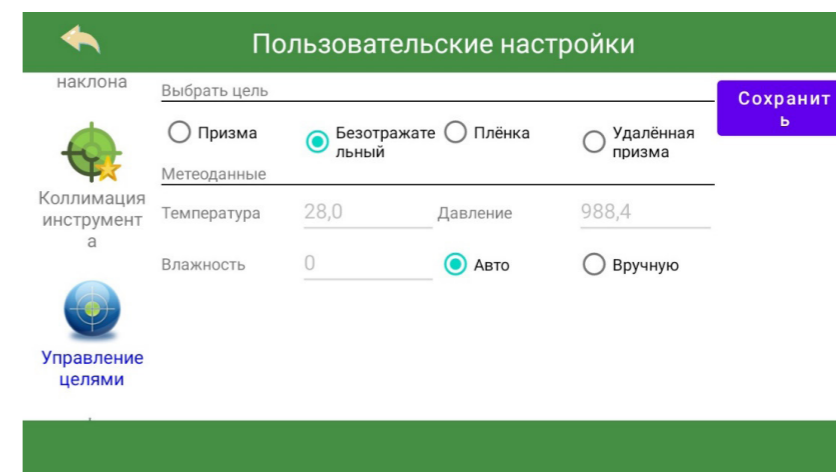 Пользовательские настройки
наклона
Коллимация
инструмент
а
Управление
целями
Выбрать цель
Призма
Безотражате
льный
Плёнка
Удалённая
призма
Метеоданные
Температура 28,0 Давление 988,4
Влажность 0 Авто Вручную
Сохранит
ь